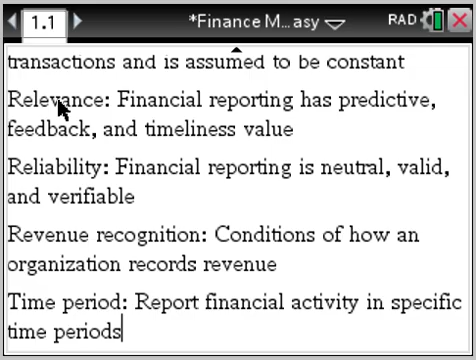 1.1 *Finance M...asy RAD
transactions and is assumed to be constant
Relevance: Financial reporting has predictive,
feedback, and timeliness value
Reliability: Financial reporting is neutral, valid,
and verifiable
Revenue recognition: Conditions of how an
organization records revenue
Time period: Report financial activity in specific
time periods